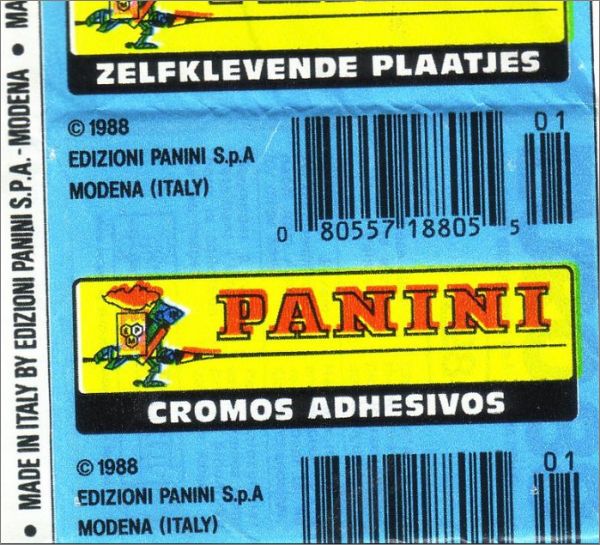 ZELFKLEVENDE PLAATJES
© 1988
EDIZIONI PANINI S.p.A
MODENA (ITALY)
01
0 80557 18805 5
PANINI
CROMOS ADHESIVOS
© 1988
EDIZIONI PANINI S.p.A
MODENA (ITALY)
01
• MADE IN ITALY BY EDIZIONI PANINI S.P.A. - MODENA • MA